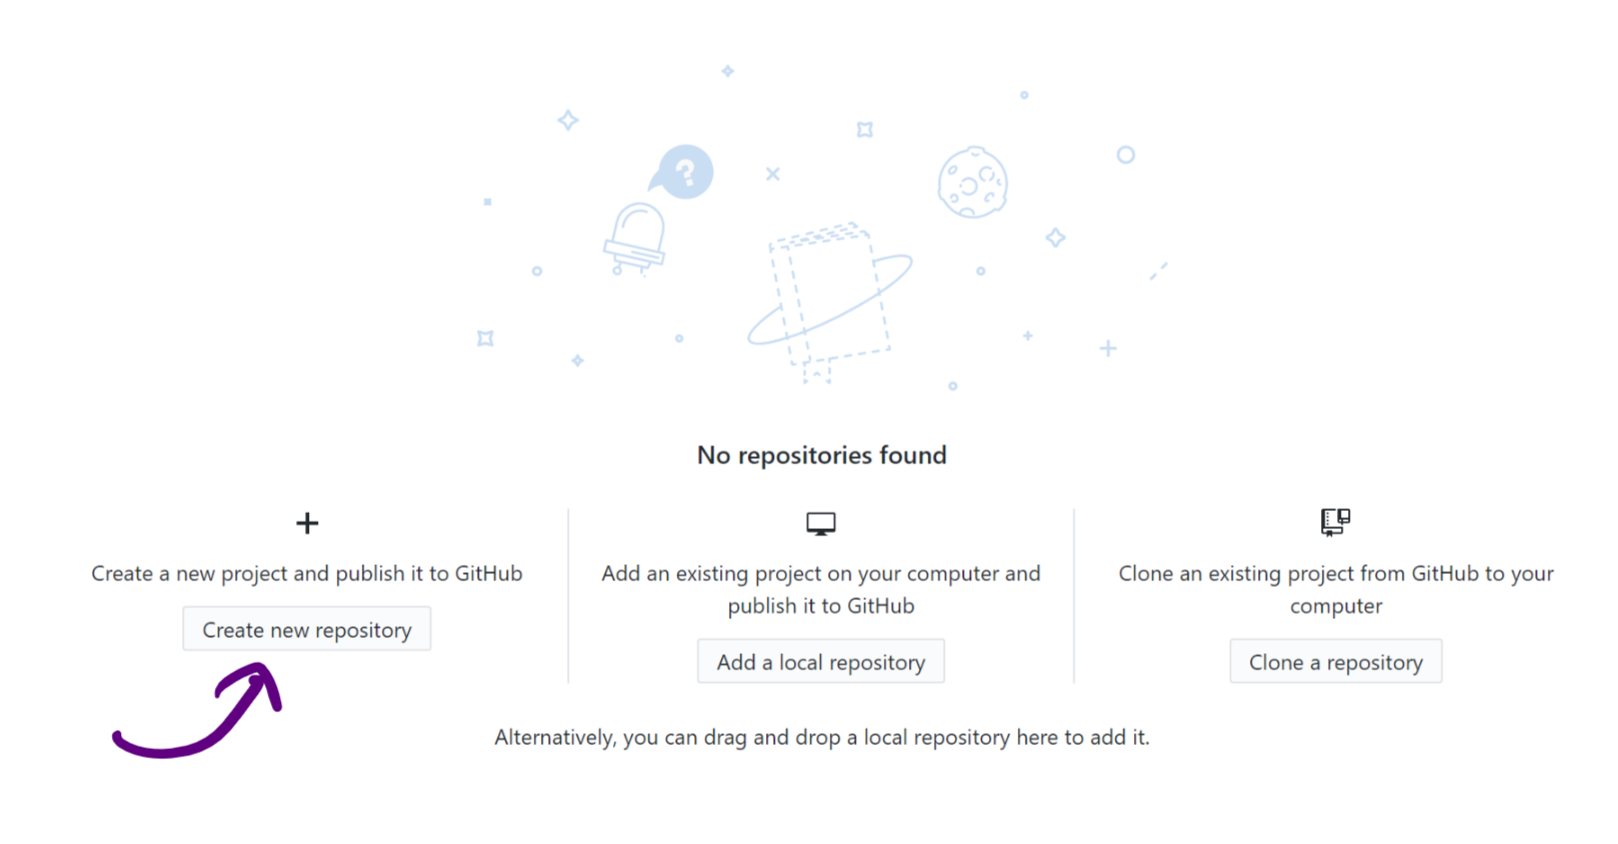 ?
No repositories found
Create a new project and publish it to GitHub
Create new repository
Add an existing project on your computer and
publish it to GitHub
Add a local repository
Clone an existing project from GitHub to your
computer
Clone a repository
Alternatively, you can drag and drop a local repository here to add it.